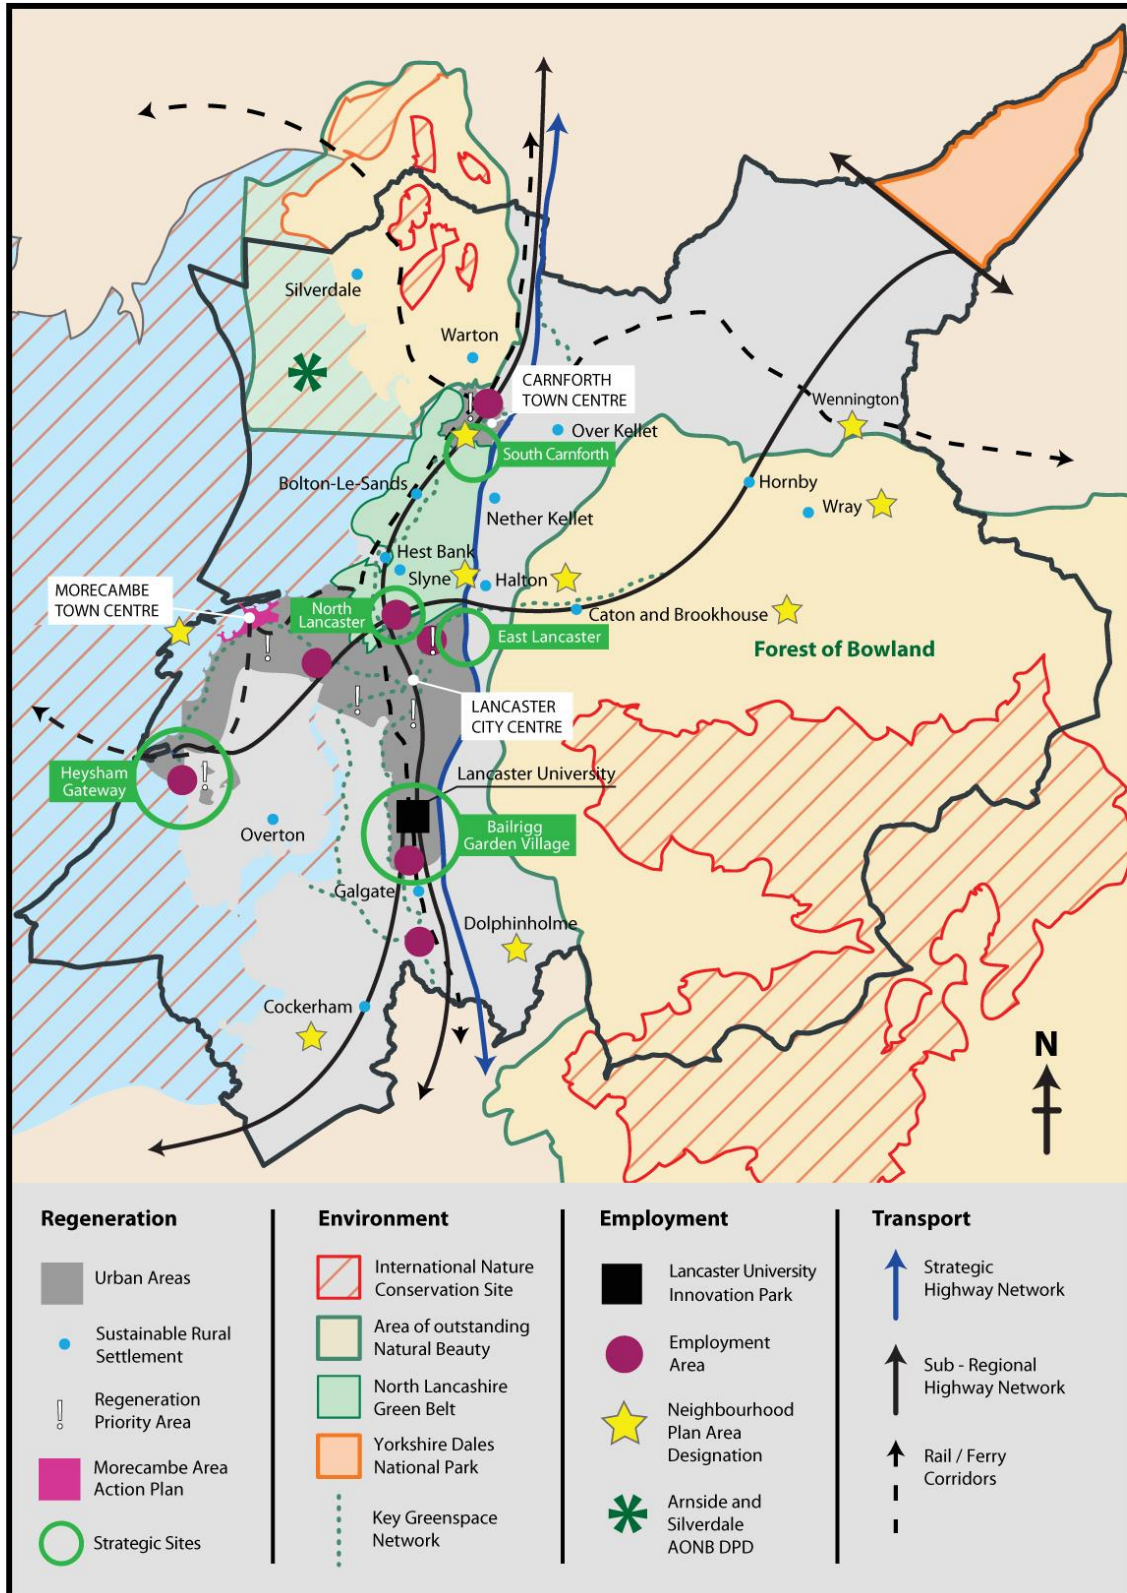 Silverdale
Warton
CARNFORTH
TOWN CENTRE
Wennington
Over Kellet
South Carnforth
Bolton-Le-Sands
Hornby
Nether Kellet
Wray
Hest Bank
Slyne
Halton
MORECAMBE
TOWN CENTRE
North
Lancaster
Caton and Brookhouse
East Lancaster
Forest of Bowland
LANCASTER
CITY CENTRE
Heysham
Gateway
Lancaster University
Overton
Bailrigg
Garden Village
Galgate
Dolphinholme
Cockerham
N
Regeneration
Urban Areas
Sustainable Rural
Settlement
Regeneration
Priority Area
Morecambe Area
Action Plan
Strategic Sites
Environment
International Nature
Conservation Site
Area of outstanding
Natural Beauty
North Lancashire
Green Belt
Yorkshire Dales
National Park
Key Greenspace
Network
Employment
Lancaster University
Innovation Park
Employment
Area
Neighbourhood
Plan Area
Designation
Arnside and
Silverdale
AONB DPD
Transport
Strategic
Highway Network
Sub - Regional
Highway Network
Rail / Ferry
Corridors